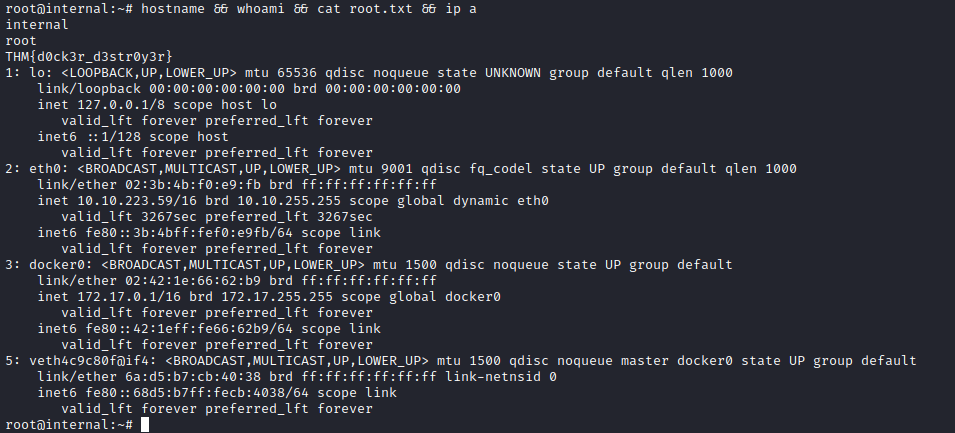 root@internal:~# hostname && whoami && cat root.txt && ip a
internal
root
THM{d0ck3r_d3str0y3r}
1: lo: <LOOPBACK,UP,LOWER_UP> mtu 65536 qdisc noqueue state UNKNOWN group default qlen 1000
    link/loopback 00:00:00:00:00:00 brd 00:00:00:00:00:00
    inet 127.0.0.1/8 scope host lo
       valid_lft forever preferred_lft forever
    inet6 ::1/128 scope host
       valid_lft forever preferred_lft forever
2: eth0: <BROADCAST,MULTICAST,UP,LOWER_UP> mtu 9001 qdisc fq_codel state UP group default qlen 1000
    link/ether 02:3b:4b:f0:e9:fb brd ff:ff:ff:ff:ff:ff
    inet 10.10.223.59/16 brd 10.10.255.255 scope global dynamic eth0
       valid_lft 3267sec preferred_lft 3267sec
    inet6 fe80::3b:4bff:fef0:e9fb/64 scope link
       valid_lft forever preferred_lft forever
3: docker0: <BROADCAST,MULTICAST,UP,LOWER_UP> mtu 1500 qdisc noqueue state UP group default
    link/ether 02:42:1e:66:62:b9 brd ff:ff:ff:ff:ff:ff
    inet 172.17.0.1/16 brd 172.17.255.255 scope global docker0
       valid_lft forever preferred_lft forever
    inet6 fe80::42:1eff:fe66:62b9/64 scope link
       valid_lft forever preferred_lft forever
5: veth4c9c80f@if4: <BROADCAST,MULTICAST,UP,LOWER_UP> mtu 1500 qdisc noqueue master docker0 state UP group default
    link/ether 6a:d5:b7:cb:40:38 brd ff:ff:ff:ff:ff:ff link-netnsid 0
    inet6 fe80::68d5:b7ff:fecb:4038/64 scope link
       valid_lft forever preferred_lft forever
root@internal:~#